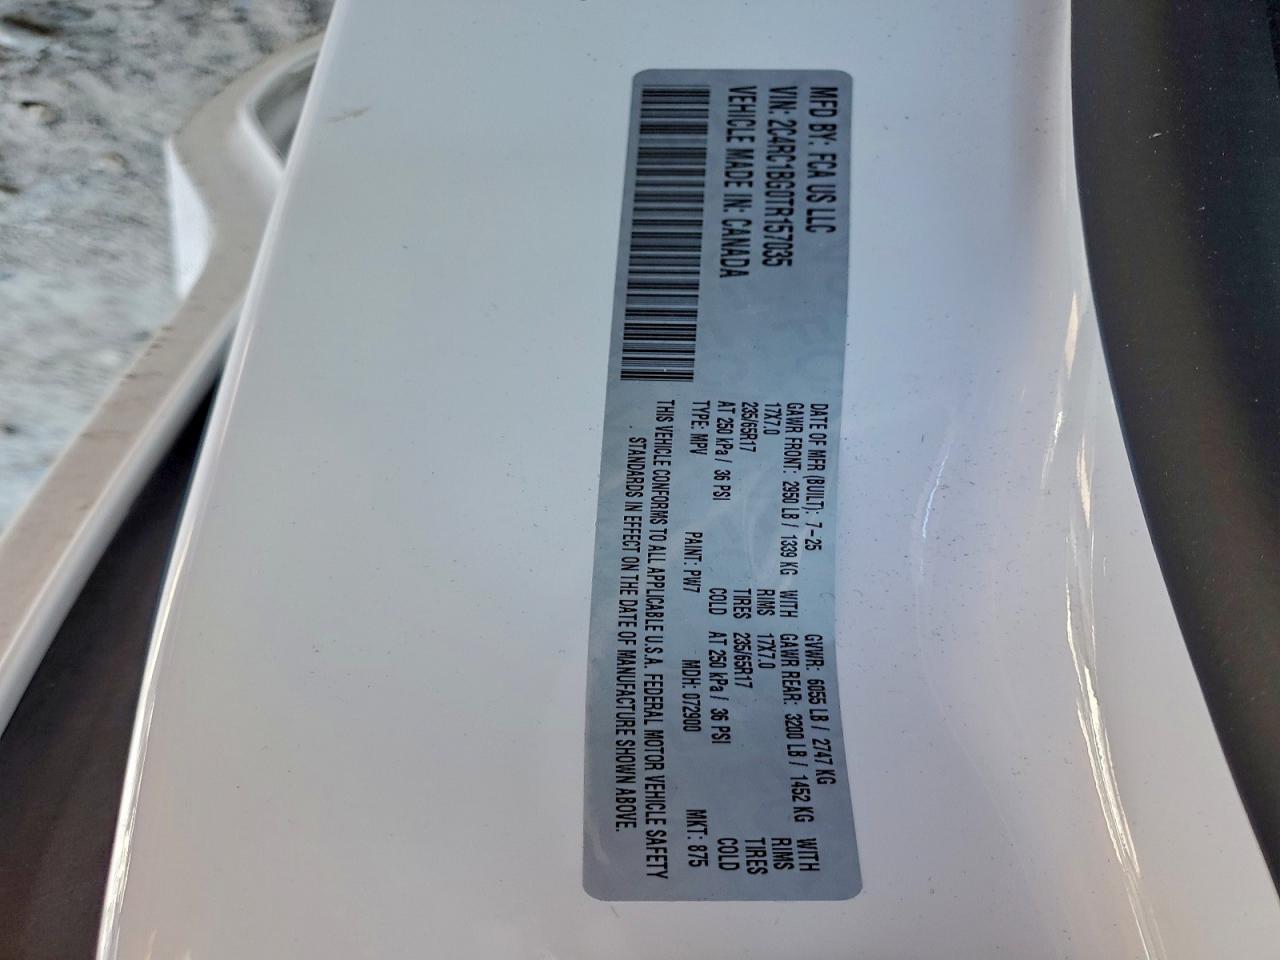 MFD BY: FCA US LLC
VIN: 2C4RC1BG0TR157035
VEHICLE MADE IN: CANADA
DATE OF MFR (BUILT): 7-25 GVWR: 6055 LB / 2747 KG
GAWR FRONT: 2950 LB / 1339 KG WITH GAWR REAR: 3200 LB / 1452 KG WITH
17X7.0 RIMS 17X7.0 RIMS
235/65R17 TIRES 235/65R17 TIRES
AT 250 kPa / 36 PSI COLD AT 250 kPa / 36 PSI COLD
TYPE: MPV PAINT: PW7 MDH: 072900 MKT: 875
THIS VEHICLE CONFORMS TO ALL APPLICABLE U.S.A. FEDERAL MOTOR VEHICLE SAFETY
STANDARDS IN EFFECT ON THE DATE OF MANUFACTURE SHOWN ABOVE.